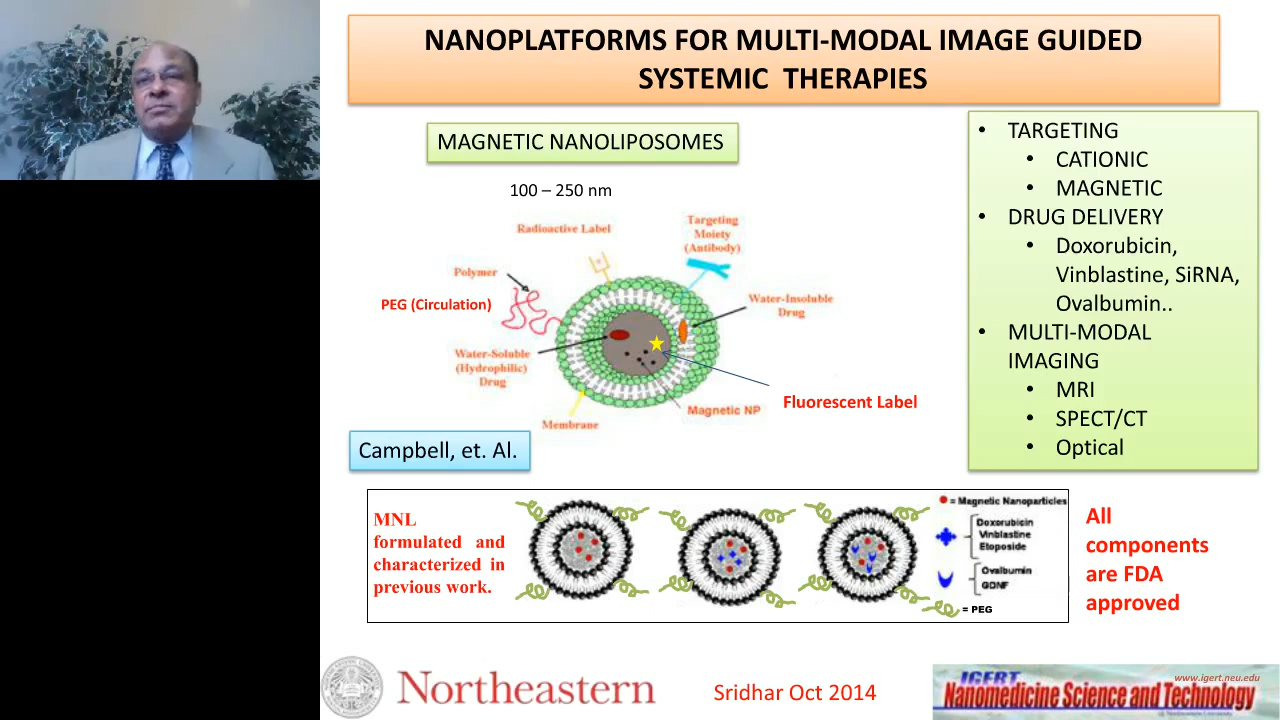 NANOPLATFORMS FOR MULTI-MODAL IMAGE GUIDED
SYSTEMIC THERAPIES
MAGNETIC NANOLIPOSOMES
100 – 250 nm
Radioactive Label
Targeting
Moiety
(Antibody)
Polymer
PEG (Circulation)
Water-Insoluble
Drug
Water-Soluble
(Hydrophilic)
Drug
Membrane
Magnetic NP
Fluorescent Label
Campbell, et. Al.
• TARGETING
• CATIONIC
• MAGNETIC
• DRUG DELIVERY
• Doxorubicin,
Vinblastine, SiRNA,
Ovalbumin..
• MULTI-MODAL
IMAGING
• MRI
• SPECT/CT
• Optical
MNL
formulated and
characterized in
previous work.
= Magnetic Nanoparticles
Doxorubicin
Vinblastine
Etoposide
Ovalbumin
GDNF
= PEG
All
components
are FDA
approved
Northeastern
Sridhar Oct 2014
IGERT
www.igert.neu.edu
Nanomedicine Science and Technology